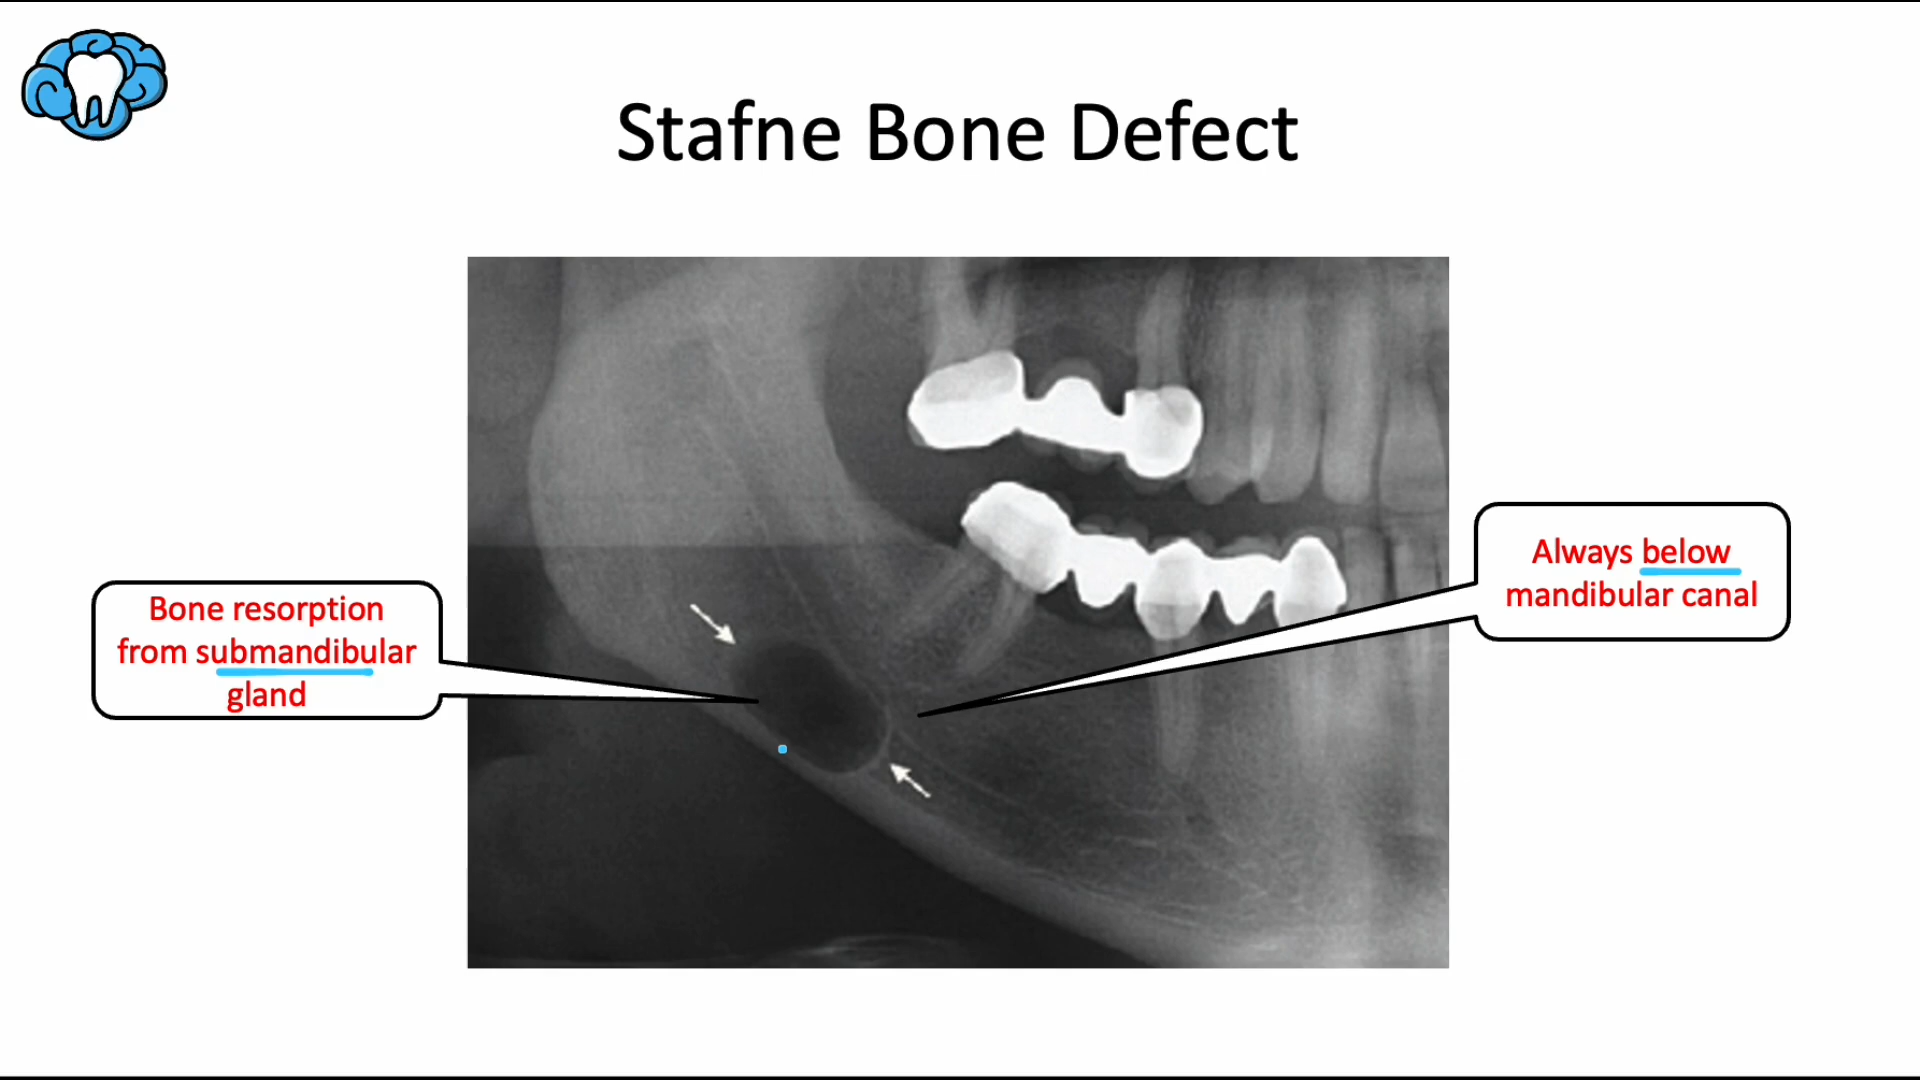 Stafne Bone Defect
Bone resorption
from submandibular
gland
Always below
mandibular canal